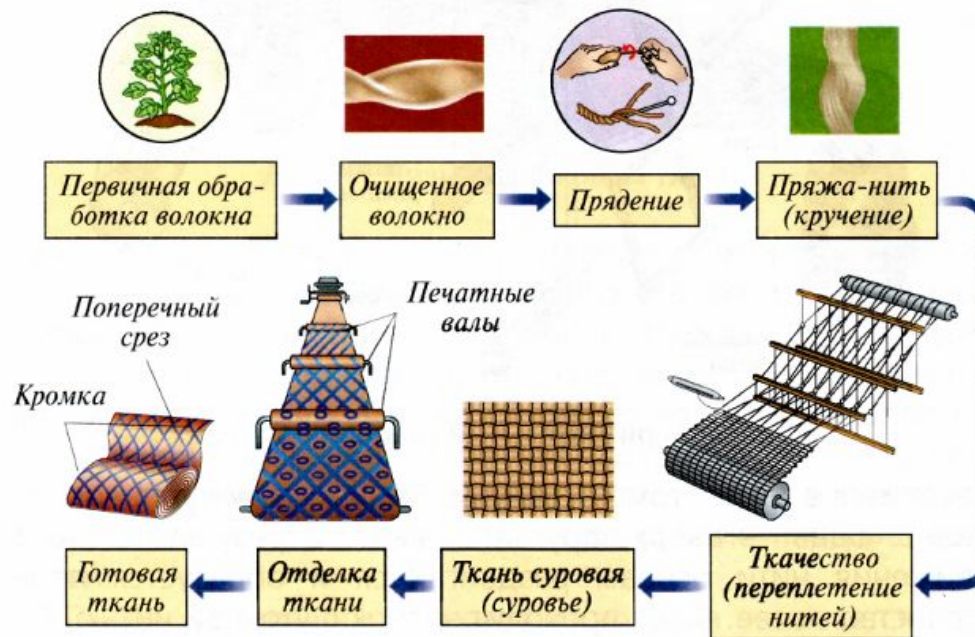 Первичная обра-
ботка волокна
Очищенное
волокно
Прядение
Пряжа-нить
(кручение)
Поперечный
срез
Кромка
Печатные
валы
Готовая
ткань
Отделка
ткани
Ткань суровая
(суровье)
Ткачество
(переплетение
нитей)